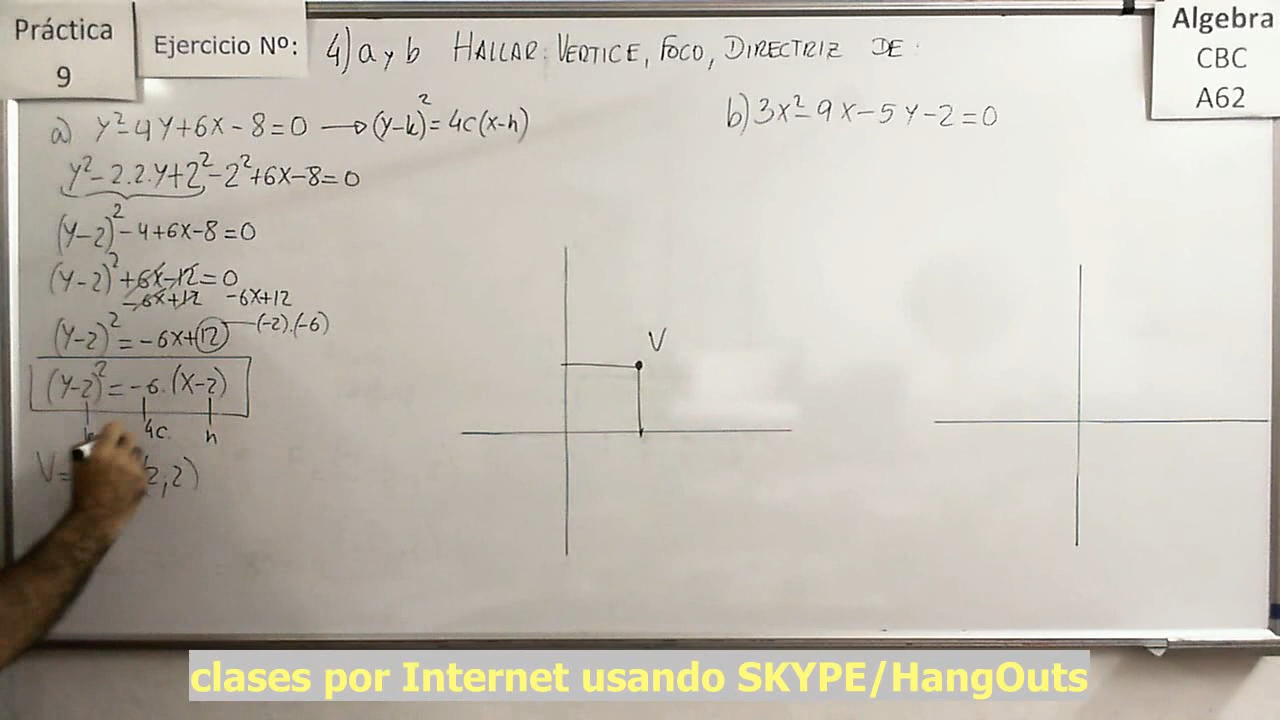 Práctica
9
Ejercicio Nº:
4) a y b HALLAR: VERTICE, FOCO, DIRECTRIZ DE:
Algebra
CBC
A62
a) y²-4y+6x-8=0 → (y-k)²=4c(x-h)
y²-2.2.y+2²-2²+6x-8=0
(y-2)²-4+6x-8=0
(y-2)²+6x-12=0
-6x+12 -6x+12
(y-2)²=-6x+12 (-2).(-6)
(y-2)²=-6.(x-2)
4c h
V= (2,2)
V
b) 3x²-9x-5y-2=0
clases por Internet usando SKYPE/HangOuts